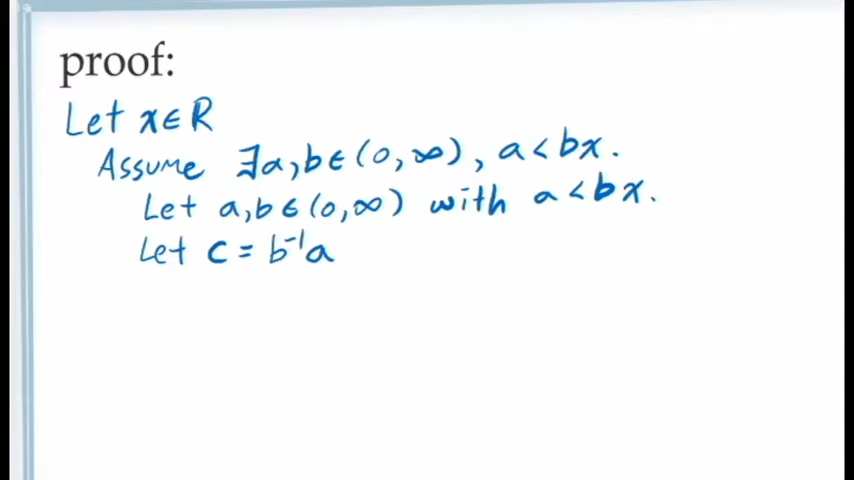 proof:
Let x∈R
Assume ∃a,b∈(0,∞), a<bx.
Let a,b∈(0,∞) with a<bx.
Let c = b⁻¹a